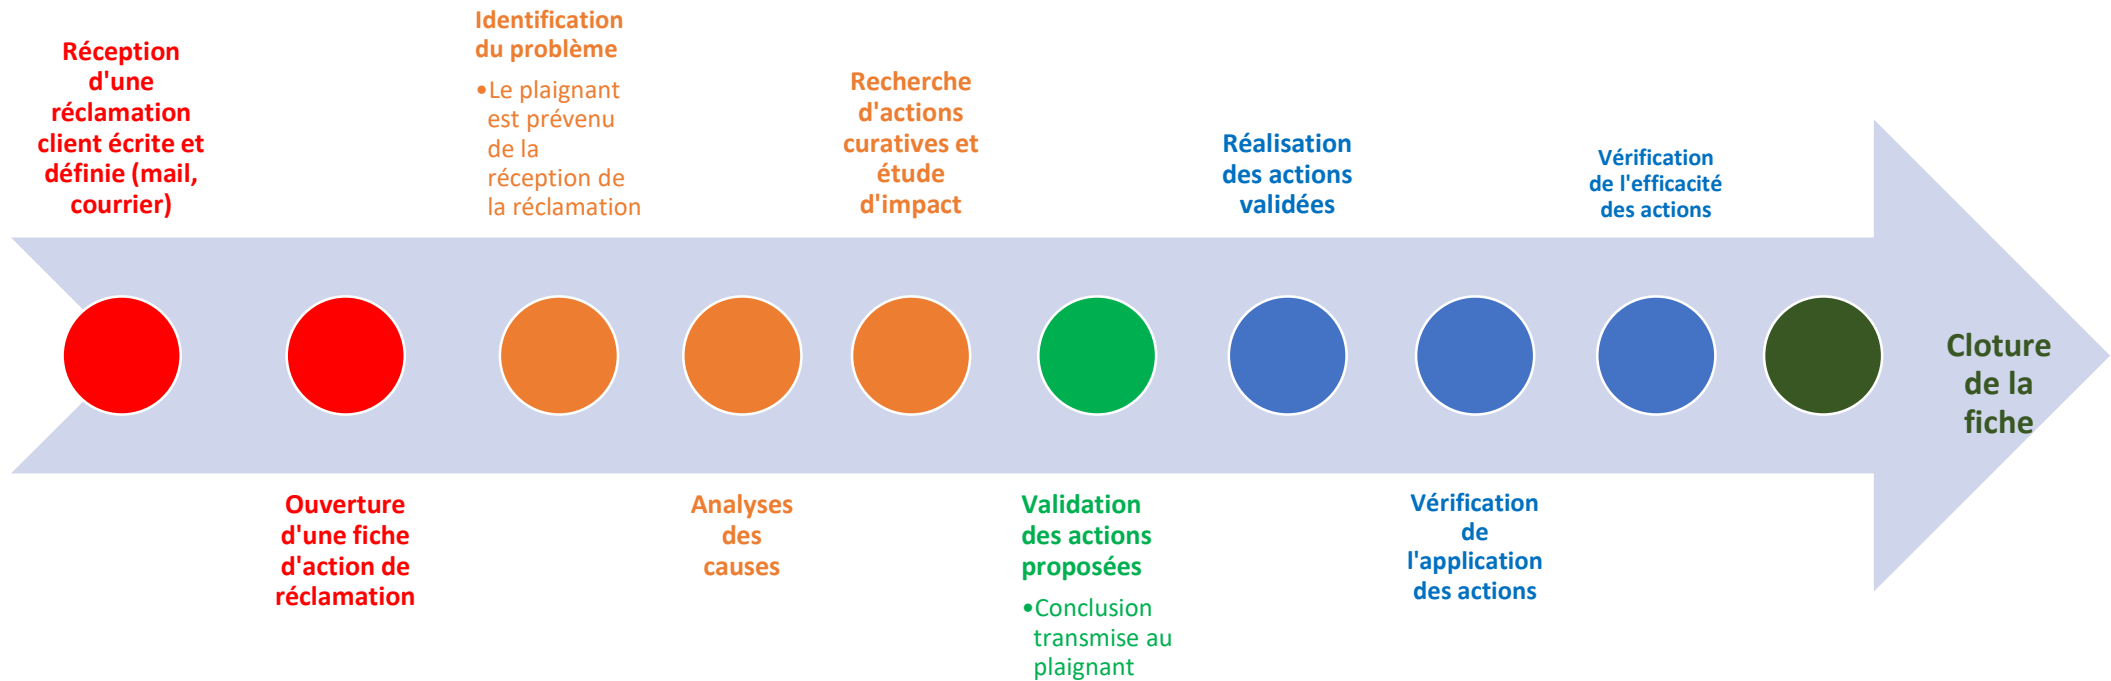 Réception
d'une
réclamation
client écrite et
définie (mail,
courrier)
Ouverture
d'une fiche
d'action de
réclamation
Identification
du problème
•Le plaignant
est prévenu
de la
réception de
la réclamation
Analyses
des
causes
Recherche
d'actions
curatives et
étude
d'impact
Validation
des actions
proposées
•Conclusion
transmise au
plaignant
Réalisation
des actions
validées
Vérification
de
l'application
des actions
Vérification
de l'efficacité
des actions
Cloture
de la
fiche